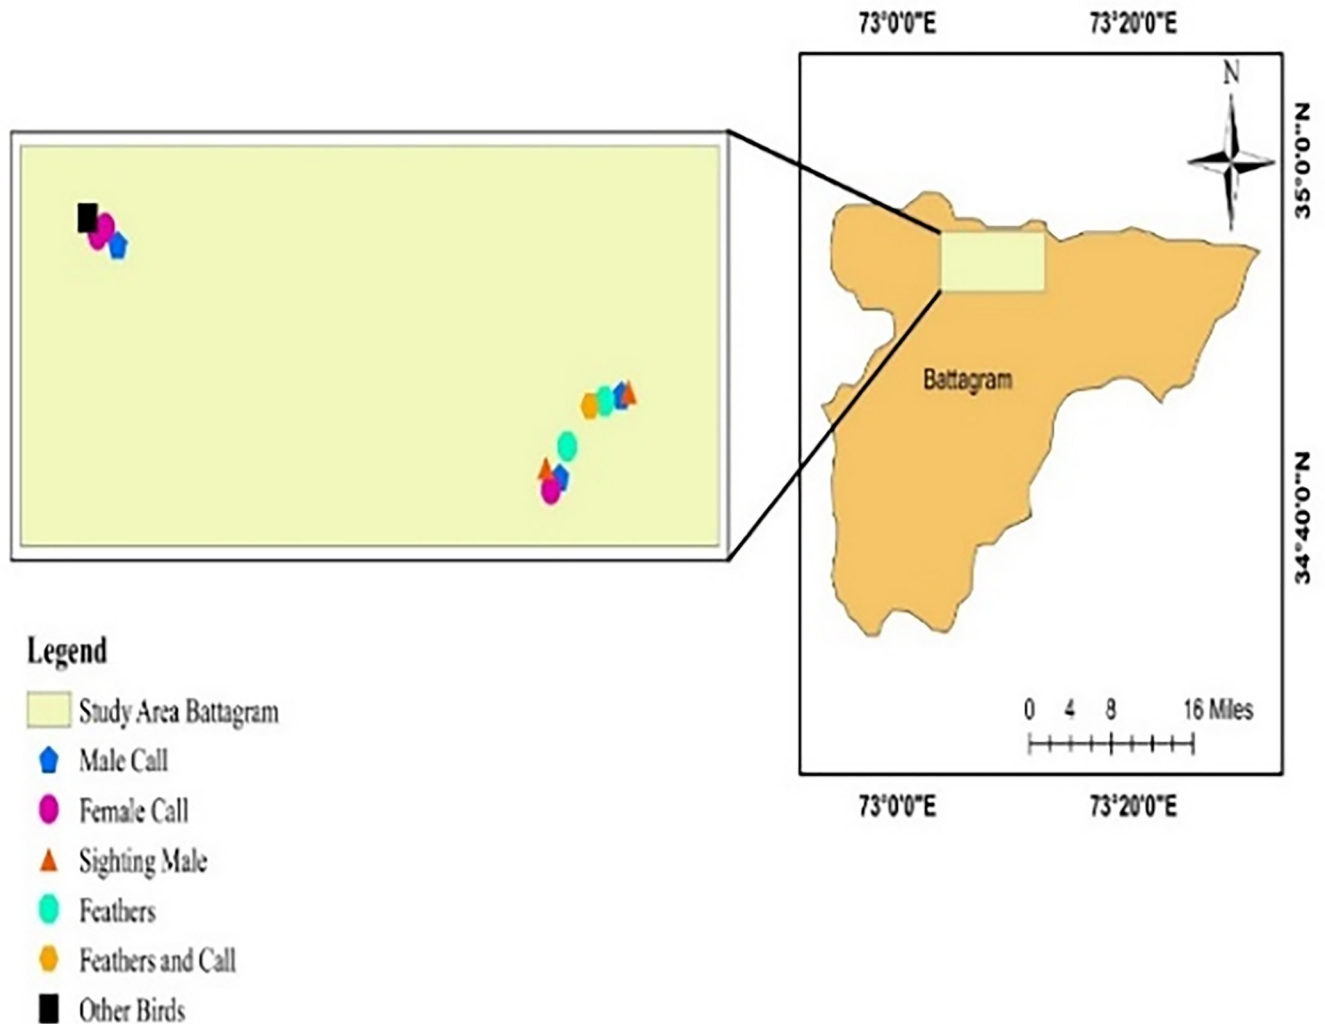 73°0'0"E 73°20'0"E
N
35°0'0"N
Battagram
34°40'0"N
0 4 8 16 Miles
73°0'0"E 73°20'0"E
Legend
Study Area Battagram
Male Call
Female Call
Sighting Male
Feathers
Feathers and Call
Other Birds